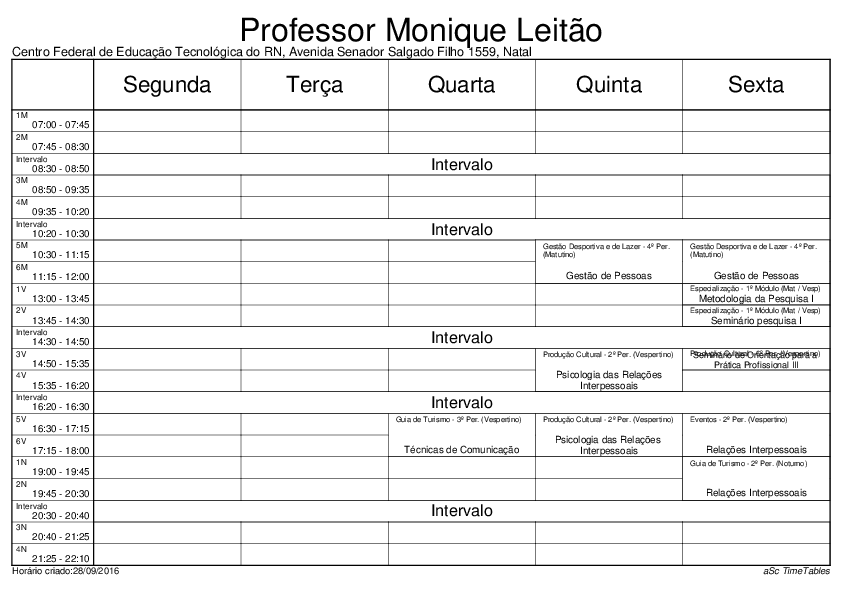 Professor Monique Leitão
Centro Federal de Educação Tecnológica do RN, Avenida Senador Salgado Filho 1559, Natal
Segunda Terça Quarta Quinta Sexta
1M
07:00 - 07:45
2M
07:45 - 08:30
Intervalo
08:30 - 08:50
Intervalo
3M
08:50 - 09:35
4M
09:35 - 10:20
Intervalo
10:20 - 10:30
Intervalo
5M
10:30 - 11:15
6M
11:15 - 12:00
Gestão Desportiva e de Lazer - 4º Per.
(Matutino)
Gestão de Pessoas
Gestão Desportiva e de Lazer - 4º Per.
(Matutino)
Gestão de Pessoas
1V
13:00 - 13:45
Especialização - 1º Módulo (Mat / Vesp)
Metodologia da Pesquisa I
2V
13:45 - 14:30
Especialização - 1º Módulo (Mat / Vesp)
Seminário pesquisa I
Intervalo
14:30 - 14:50
Intervalo
3V
14:50 - 15:35
4V
15:35 - 16:20
Produção Cultural - 2º Per. (Vespertino)
Psicologia das Relações
Interpessoais
Seminário de Orientação para a
Prática Profissional III
Intervalo
16:20 - 16:30
Intervalo
5V
16:30 - 17:15
6V
17:15 - 18:00
Guia de Turismo - 3º Per. (Vespertino)
Técnicas de Comunicação
Produção Cultural - 2º Per. (Vespertino)
Psicologia das Relações
Interpessoais
Eventos - 2º Per. (Vespertino)
Relações Interpessoais
1N
19:00 - 19:45
2N
19:45 - 20:30
Guia de Turismo - 2º Per. (Noturno)
Relações Interpessoais
Intervalo
20:30 - 20:40
Intervalo
3N
20:40 - 21:25
4N
21:25 - 22:10
Horário criado:28/09/2016
aSc TimeTables